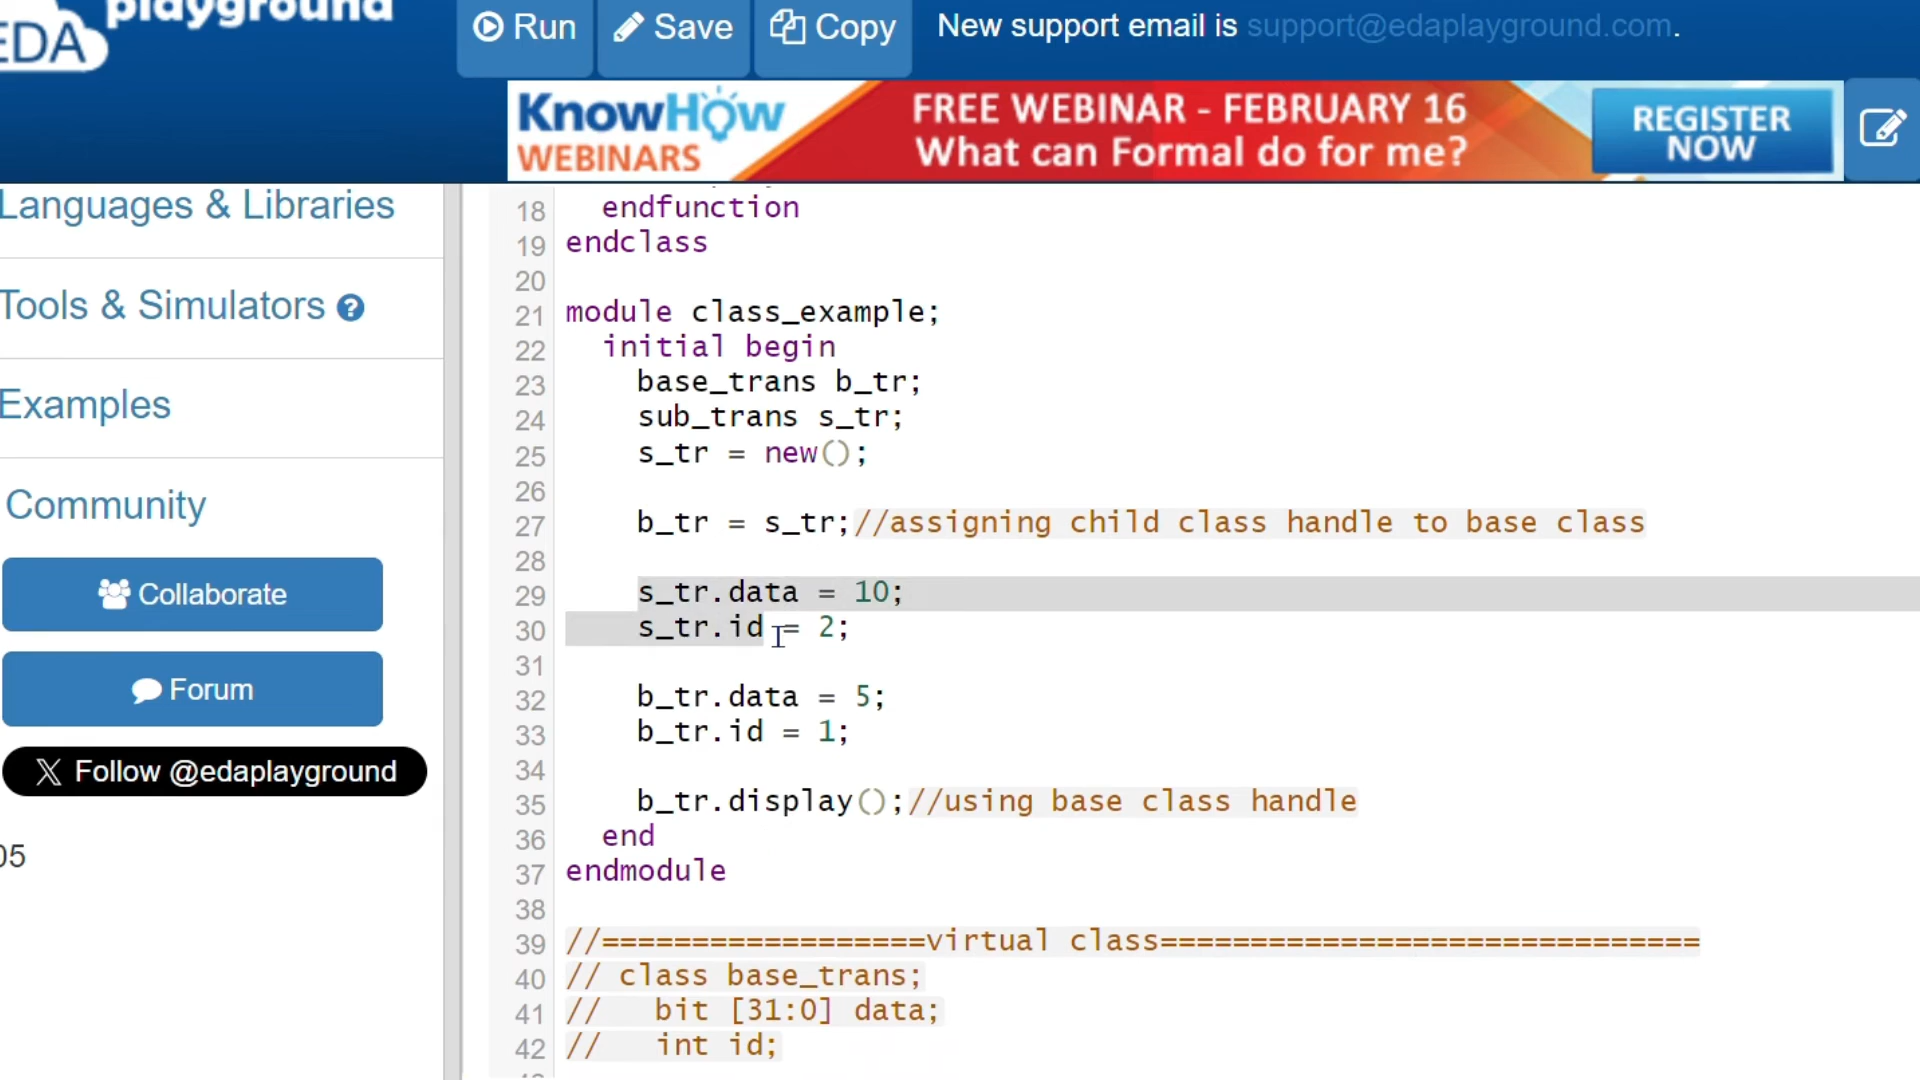 playground
EDA
Run
Save
Copy
New support email is support@edaplayground.com.
KnowHow
WEBINARS
FREE WEBINAR - FEBRUARY 16
What can Formal do for me?
REGISTER
NOW
Languages & Libraries
Tools & Simulators ?
Examples
Community
Collaborate
Forum
X Follow @edaplayground
05
18 endfunction
19 endclass
20
21 module class_example;
22 initial begin
23 base_trans b_tr;
24 sub_trans s_tr;
25 s_tr = new();
26
27 b_tr = s_tr;//assigning child class handle to base class
28
29 s_tr.data = 10;
30 s_tr.id = 2;
31
32 b_tr.data = 5;
33 b_tr.id = 1;
34
35 b_tr.display();//using base class handle
36 end
37 endmodule
38
39 //==================virtual class==============================
40 // class base_trans;
41 // bit [31:0] data;
42 // int id;